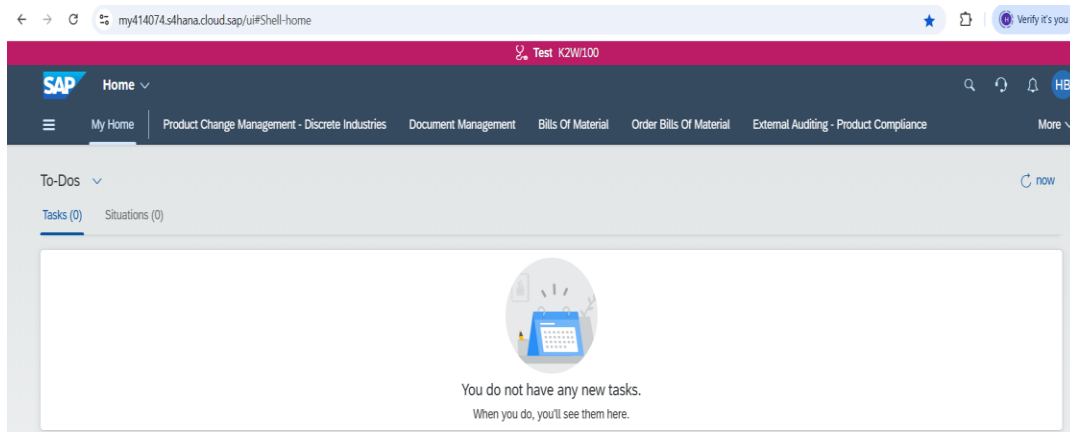 my414074.s4hana.cloud.sap/ui#Shell-home
H
Verify it's you
Test K2W/100
SAP
Home
HB
My Home
Product Change Management - Discrete Industries
Document Management
Bills Of Material
Order Bills Of Material
External Auditing - Product Compliance
More
To-Dos
now
Tasks (0)
Situations (0)
You do not have any new tasks.
When you do, you'll see them here.